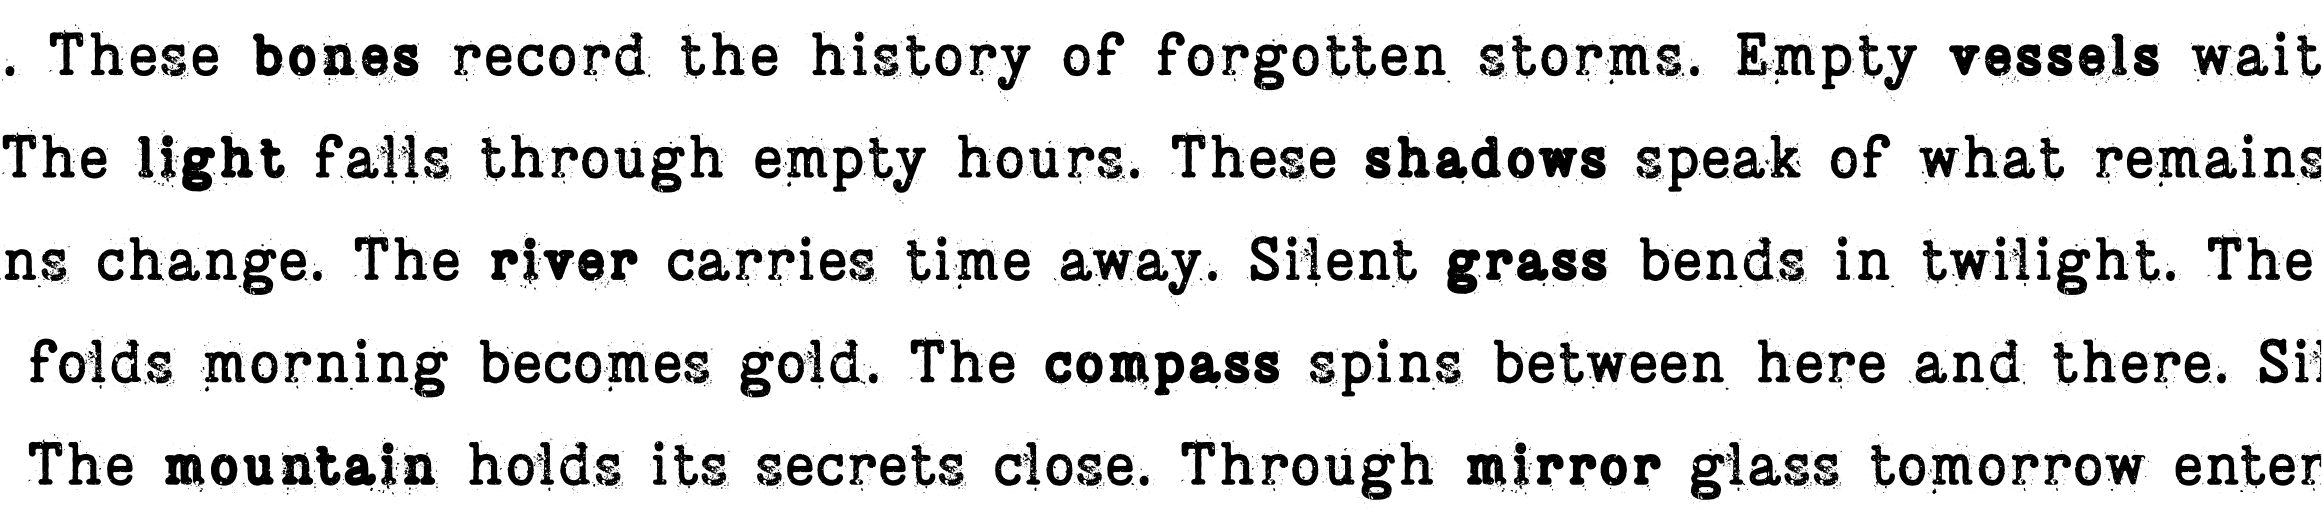 . These bones record the history of forgotten storms. Empty vessels wait
The light falls through empty hours. These shadows speak of what remains
ns change. The river carries time away. Silent grass bends in twilight. The
folds morning becomes gold. The compass spins between here and there. Sil
The mountain holds its secrets close. Through mirror glass tomorrow enter